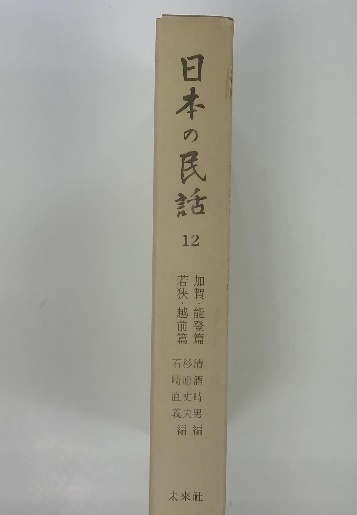 日本の民話
12
加賀・能登篇
若狭・越前篇
清酒時男 編
杉原丈夫
石崎直義 編
未来社